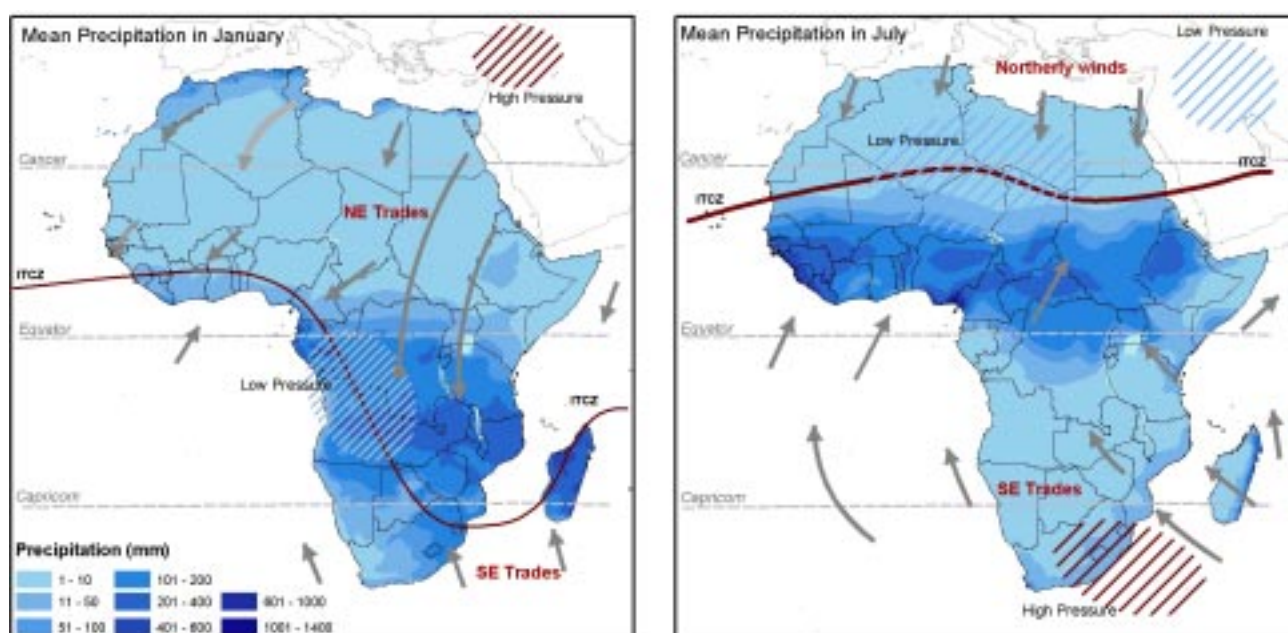 Mean Precipitation in January
High Pressure
Cancer
NE Trades
ITCZ
Equator
Low Pressure
ITCZ
Capricorn
SE Trades
Precipitation (mm)
1 - 10
11 - 50
51 - 100
101 - 200
201 - 400
401 - 600
601 - 1000
1001 - 1400
Mean Precipitation in July
Low Pressure
Northerly winds
Low Pressure
Cancer
ITCZ
ITCZ
Equator
Capricorn
SE Trades
High Pressure